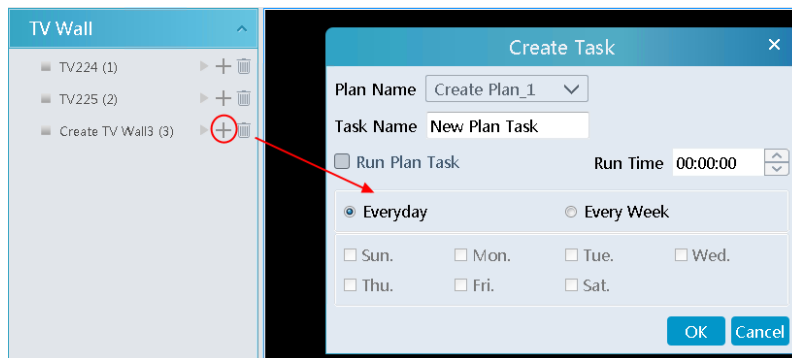 TV Wall
TV224 (1)
TV225 (2)
Create TV Wall3 (3)
Create Task
Plan Name Create Plan_1
Task Name New Plan Task
Run Plan Task Run Time 00:00:00
Everyday Every Week
Sun. Mon. Tue. Wed.
Thu. Fri. Sat.
OK Cancel